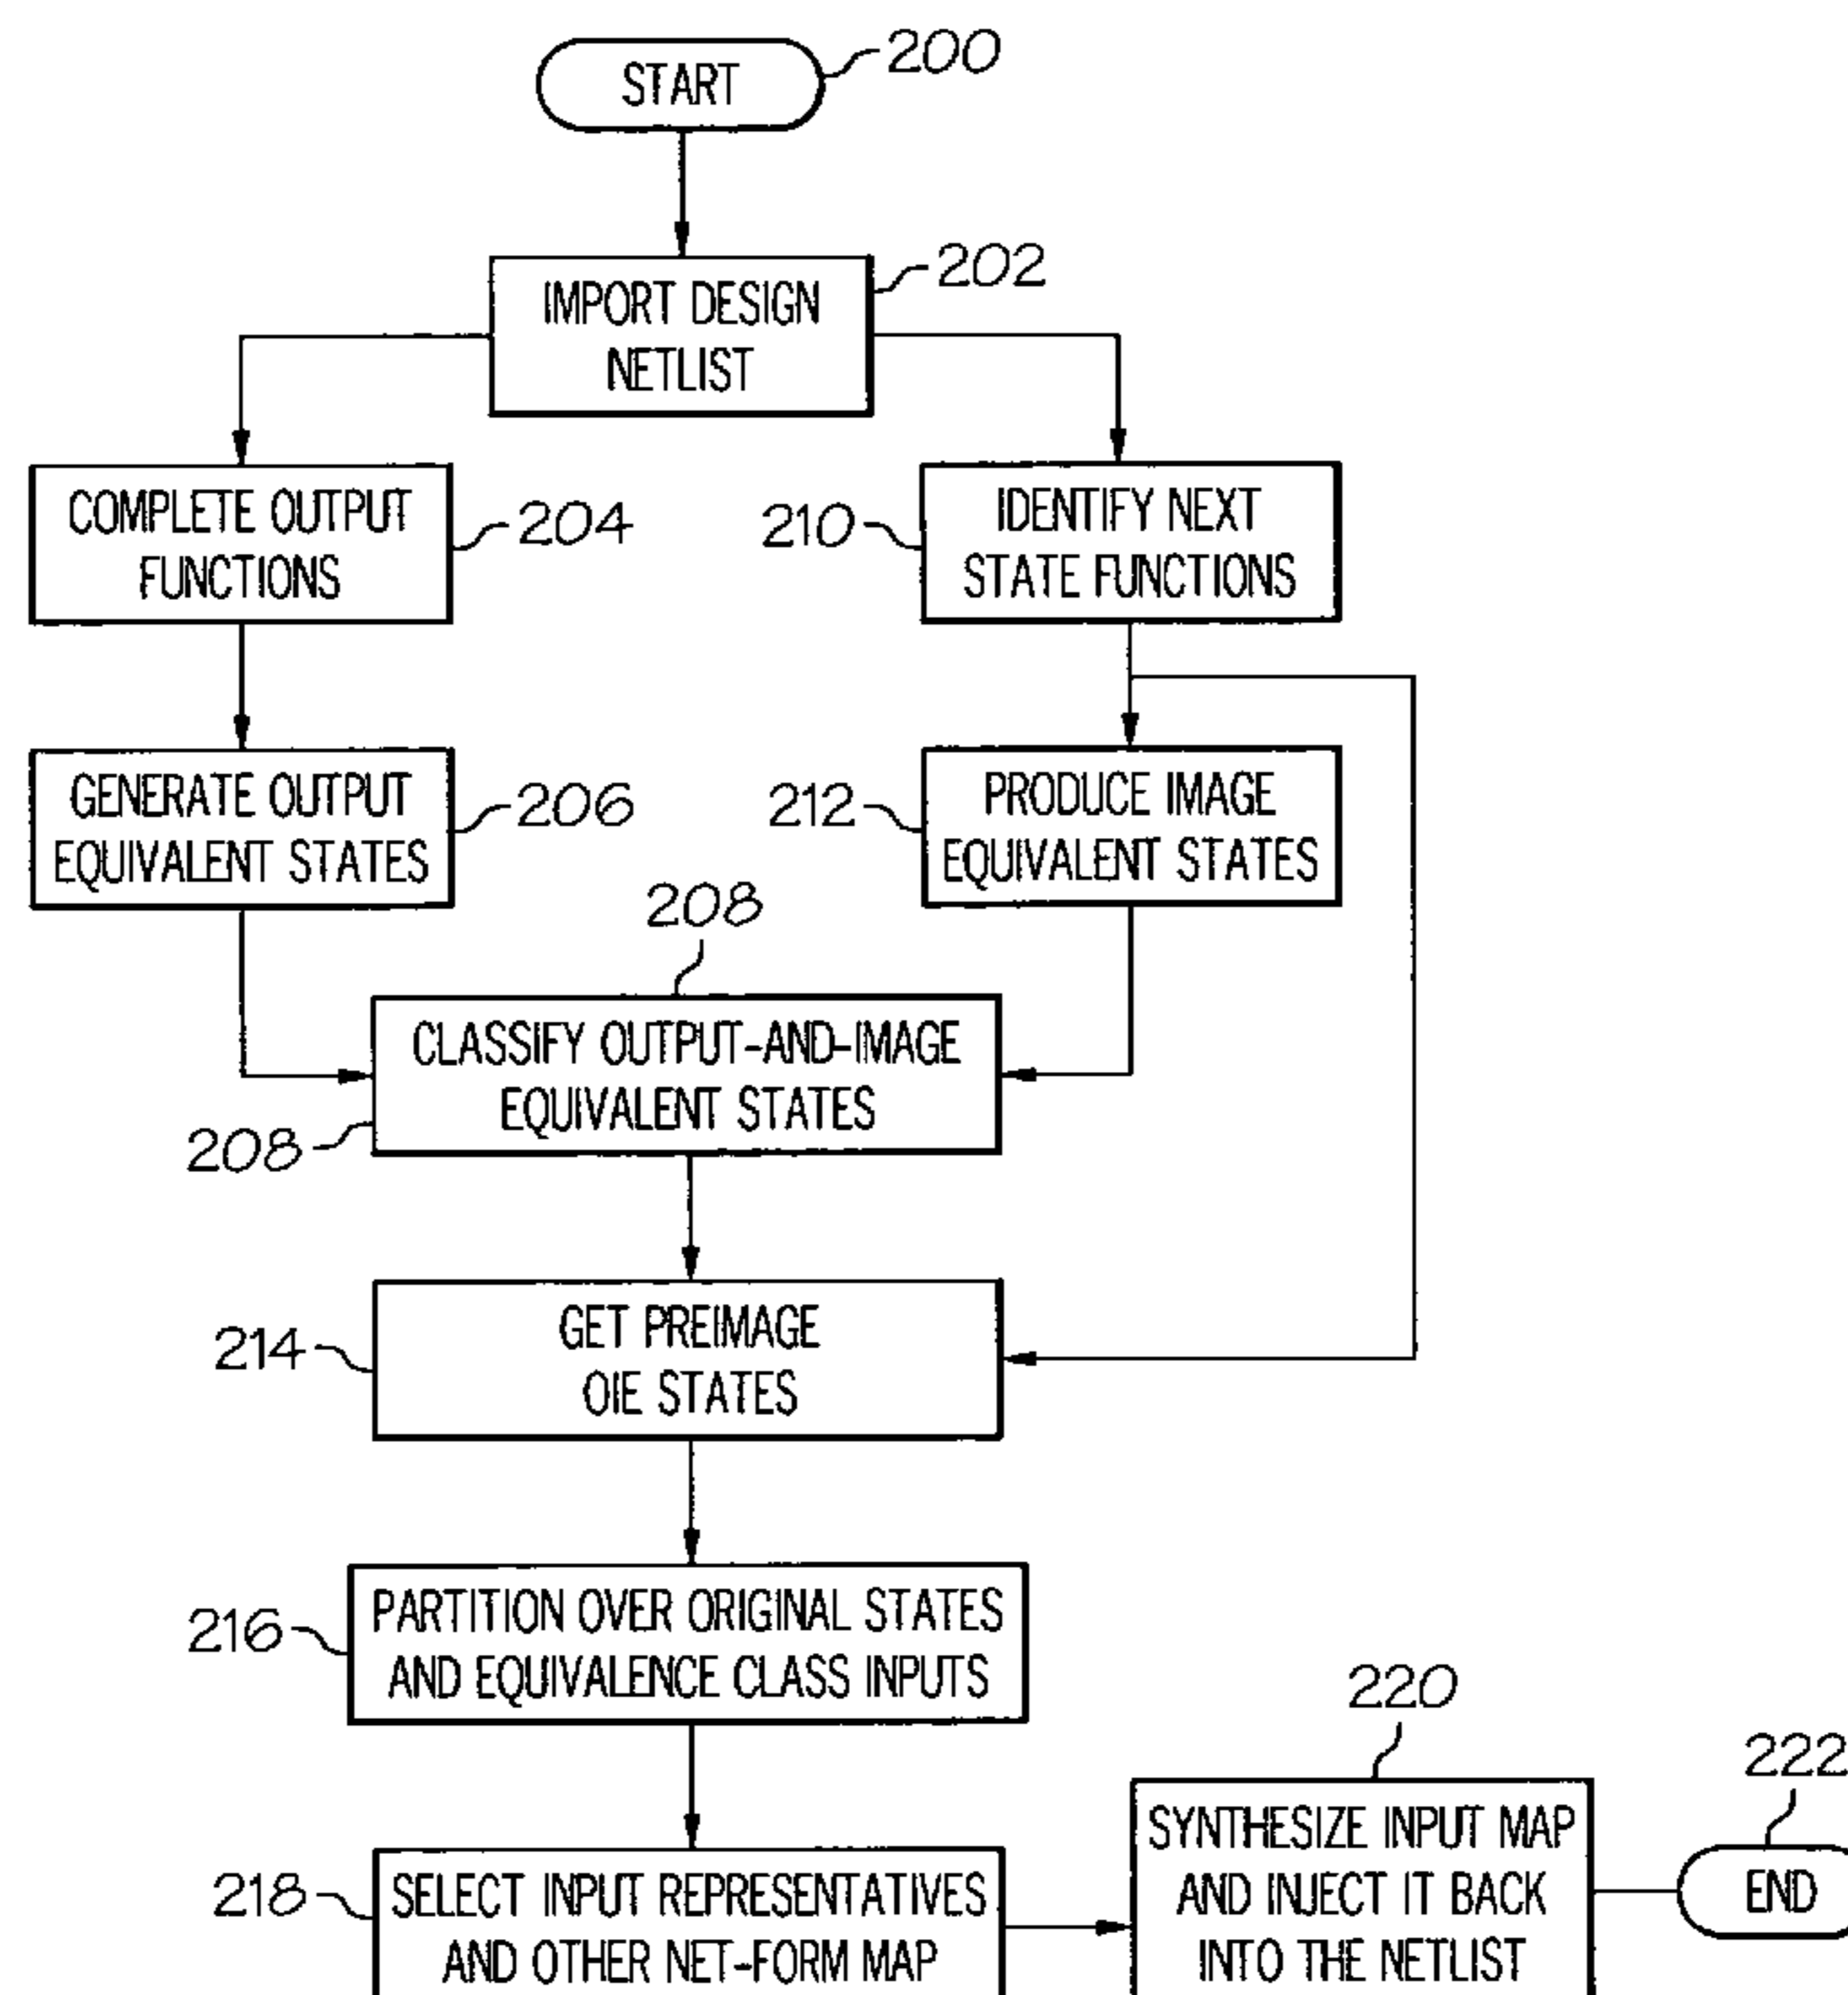 START
200
IMPORT DESIGN
NETLIST
202
COMPLETE OUTPUT
FUNCTIONS
204
210
IDENTIFY NEXT
STATE FUNCTIONS
GENERATE OUTPUT
EQUIVALENT STATES
206
212
PRODUCE IMAGE
EQUIVALENT STATES
208
CLASSIFY OUTPUT-AND-IMAGE
EQUIVALENT STATES
208
214
GET PREIMAGE
OIE STATES
216
PARTITION OVER ORIGINAL STATES
AND EQUIVALENCE CLASS INPUTS
218
SELECT INPUT REPRESENTATIVES
AND OTHER NET-FORM MAP
220
SYNTHESIZE INPUT MAP
AND INJECT IT BACK
INTO THE NETLIST
222
END